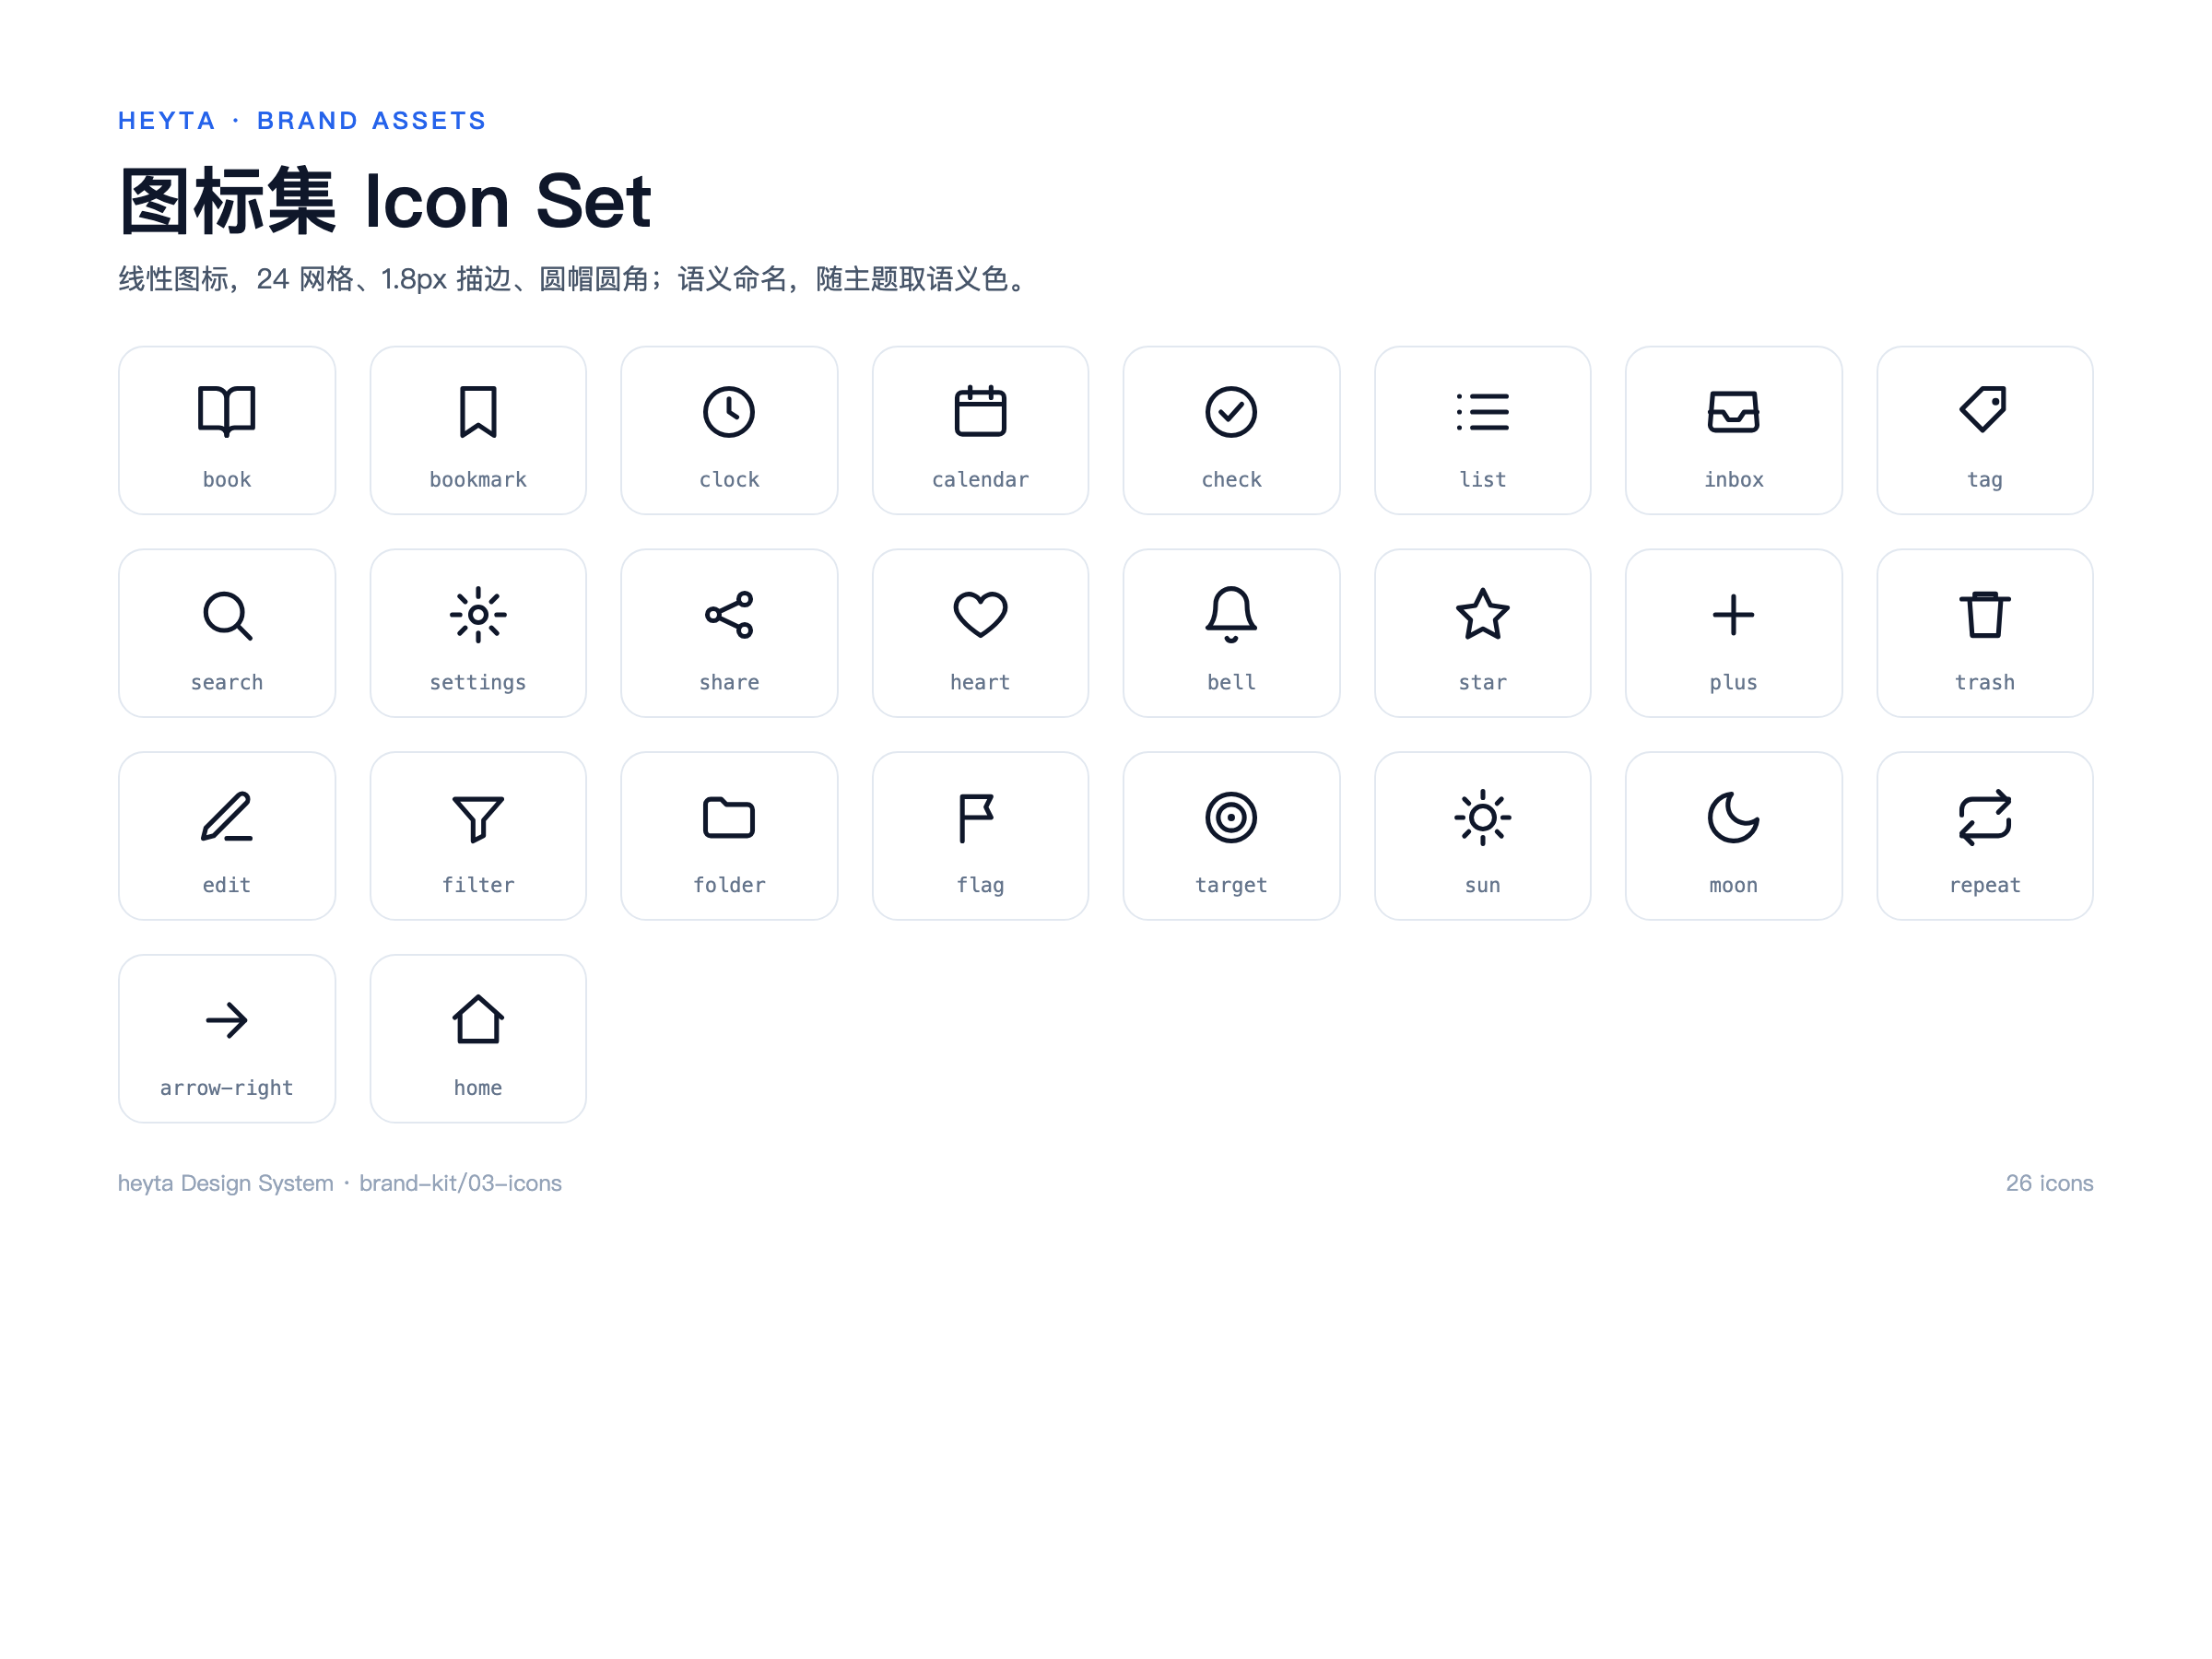 HEYTA · BRAND ASSETS
图标集 Icon Set
线性图标，24 网格、1.8px 描边、圆帽圆角；语义命名，随主题取语义色。
book bookmark clock calendar check list inbox tag
search settings share heart bell star plus trash
edit filter folder flag target sun moon repeat
arrow-right home
heyta Design System · brand-kit/03-icons 26 icons